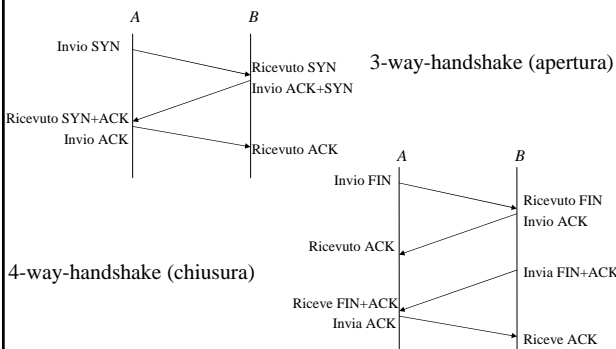 A
B
Invio SYN
Ricevuto SYN
Invio ACK+SYN
3-way-handshake (apertura)
Ricevuto SYN+ACK
Invio ACK
Ricevuto ACK
A
B
Invio FIN
Ricevuto FIN
Invio ACK
Ricevuto ACK
4-way-handshake (chiusura)
Invia FIN+ACK
Riceve FIN+ACK
Invia ACK
Riceve ACK